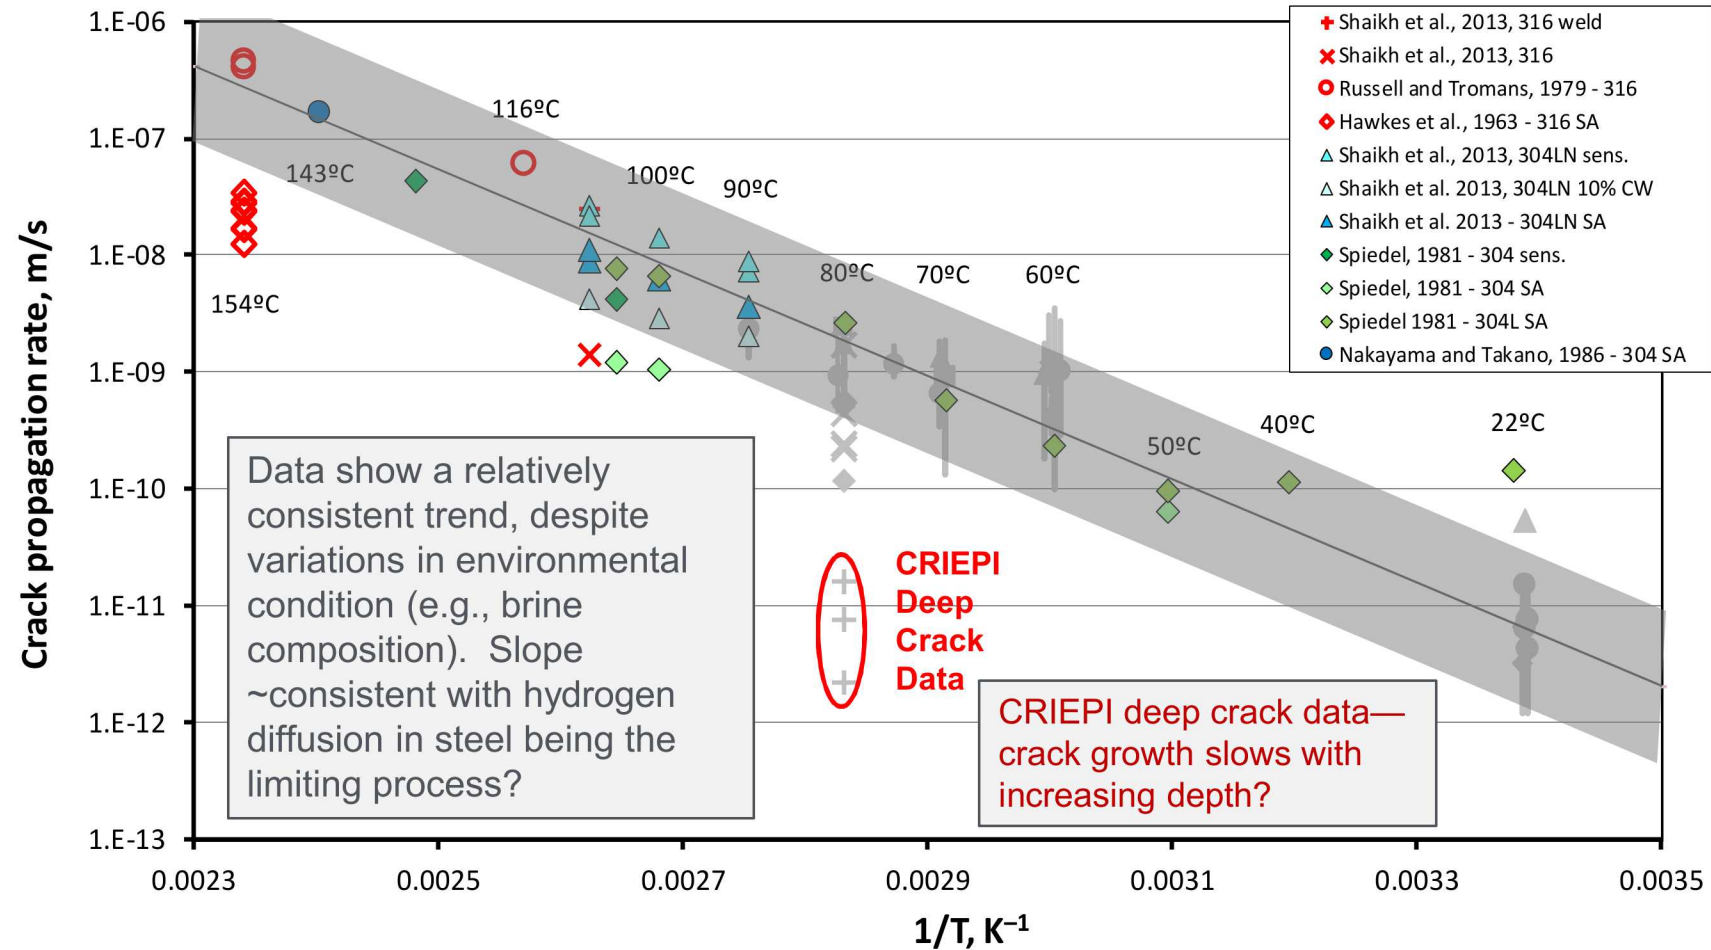 1.E-06
1.E-07
1.E-08
1.E-09
1.E-10
1.E-11
1.E-12
1.E-13
Crack propagation rate, m/s
0.0023
0.0025
0.0027
0.0029
0.0031
0.0033
0.0035
1/T, K⁻¹
154ºC
143ºC
116ºC
100ºC
90ºC
80ºC
70ºC
60ºC
50ºC
40ºC
22ºC
Shaikh et al., 2013, 316 weld
Shaikh et al., 2013, 316
Russell and Tromans, 1979 - 316
Hawkes et al., 1963 - 316 SA
Shaikh et al., 2013, 304LN sens.
Shaikh et al. 2013, 304LN 10% CW
Shaikh et al. 2013 - 304LN SA
Spiedel, 1981 - 304 sens.
Spiedel, 1981 - 304 SA
Spiedel 1981 - 304L SA
Nakayama and Takano, 1986 - 304 SA
Data show a relatively
consistent trend, despite
variations in environmental
condition (e.g., brine
composition). Slope
~consistent with hydrogen
diffusion in steel being the
limiting process?
CRIEPI
Deep
Crack
Data
CRIEPI deep crack data—
crack growth slows with
increasing depth?